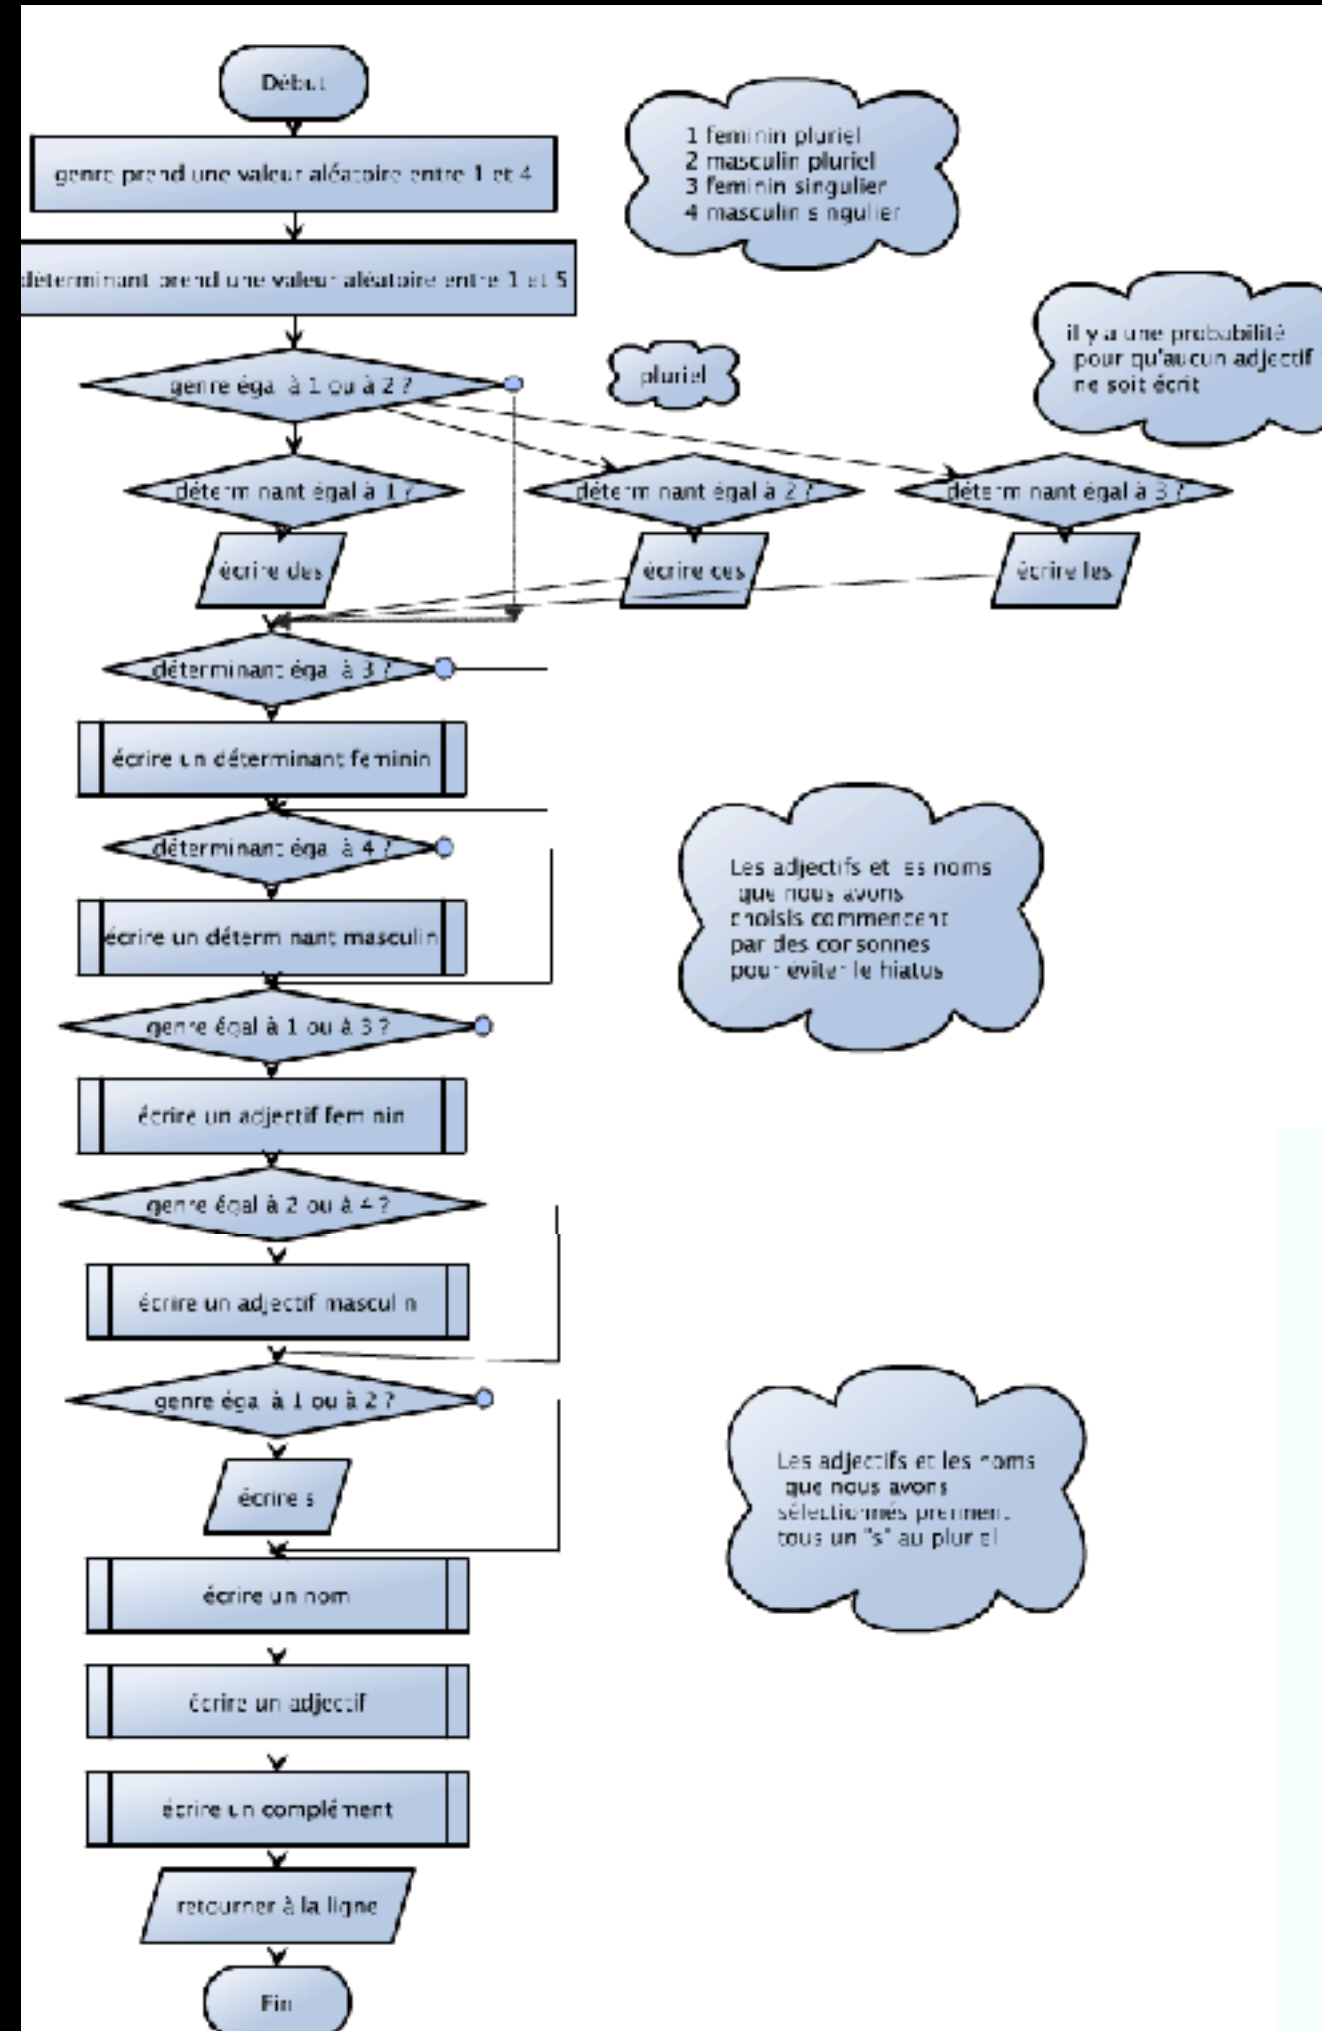 Début
genre prend une valeur aléatoire entre 1 et 4
1 feminin pluriel
2 masculin pluriel
3 feminin singulier
4 masculin singulier
déterminant prend une valeur aléatoire entre 1 et 5
il y a une probabilité
pour qu'aucun adjectif
ne soit écrit
genre égal à 1 ou à 2 ?
pluriel
déterminant égal à 1 ?
déterminant égal à 2 ?
déterminant égal à 3 ?
écrire des
écrire ces
écrire les
déterminant égal à 3 ?
écrire un déterminant feminin
déterminant égal à 4 ?
écrire un déterminant masculin
Les adjectifs et les noms
que nous avons
choisis commencent
par des consonnes
pour éviter le hiatus
genre égal à 1 ou à 3 ?
écrire un adjectif feminin
genre égal à 2 ou à 4 ?
écrire un adjectif masculin
genre égal à 1 ou à 2 ?
écrire s
Les adjectifs et les noms
que nous avons
sélectionnés prennent
tous un "s" au pluriel
écrire un nom
écrire un adjectif
écrire un complément
retourner à la ligne
Fin